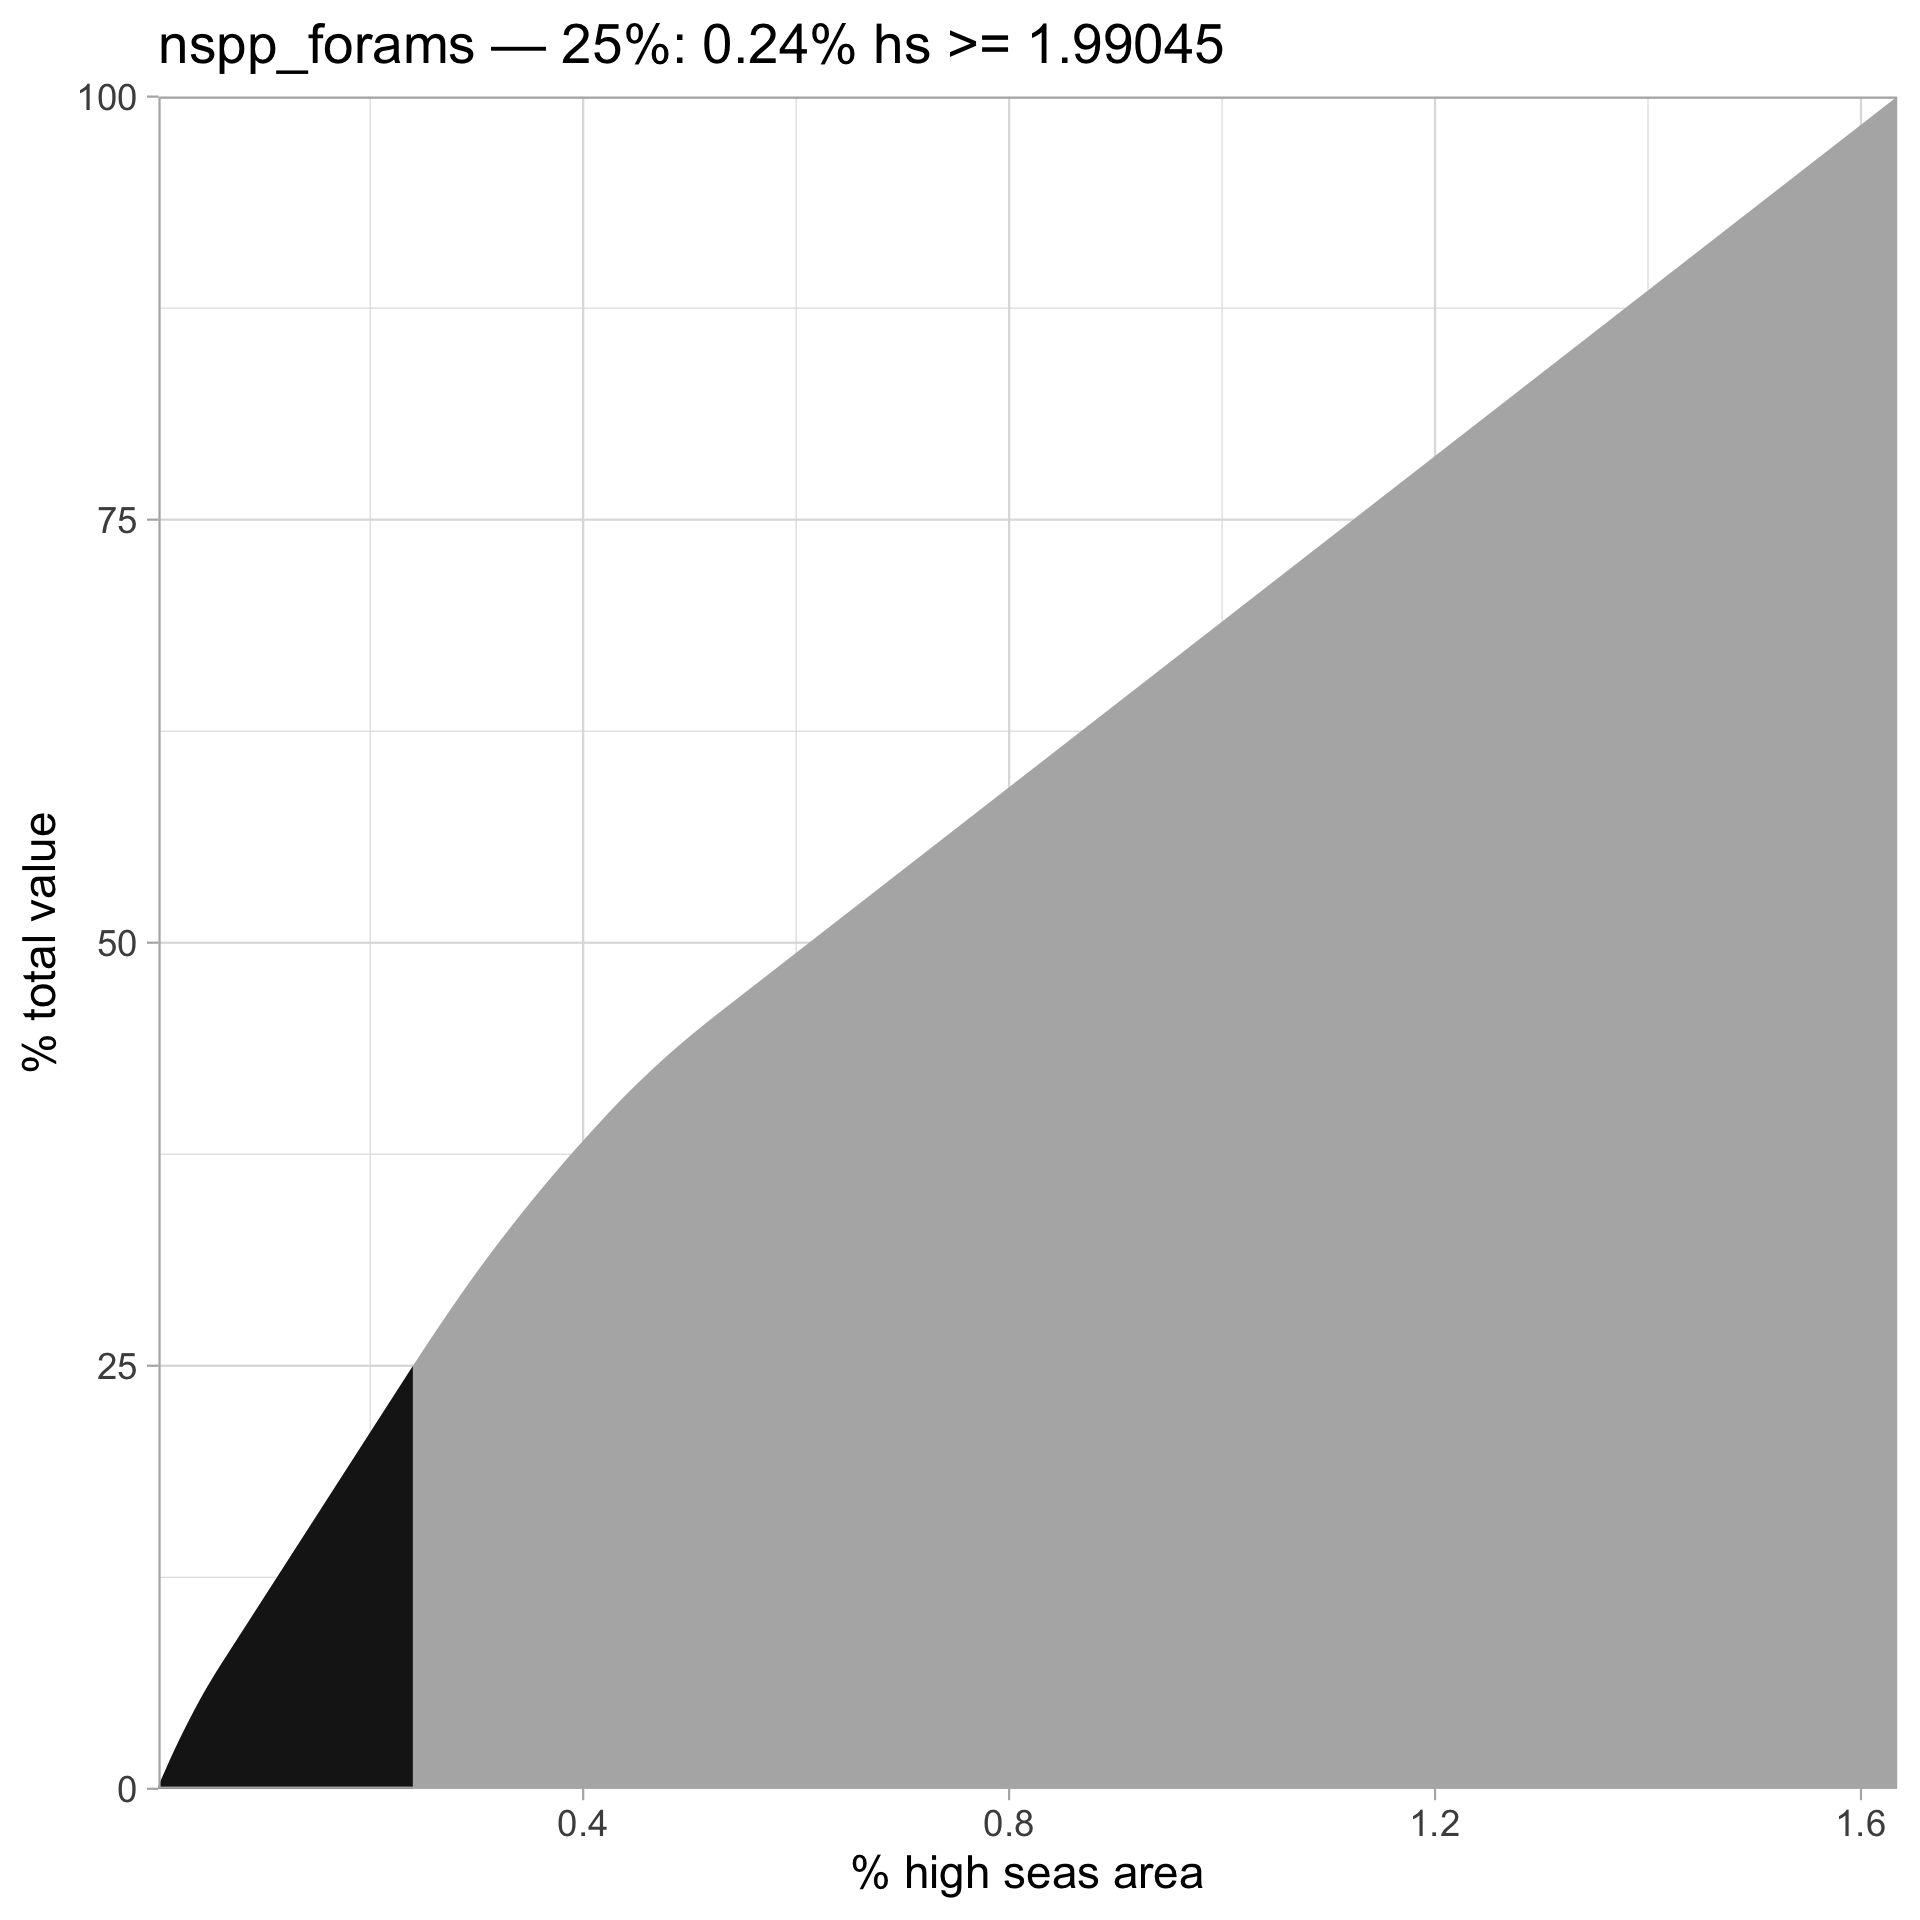 nspp_forams — 25%: 0.24% hs >= 1.99045
100
75
50
25
0
% total value
0.4 0.8 1.2 1.6
% high seas area